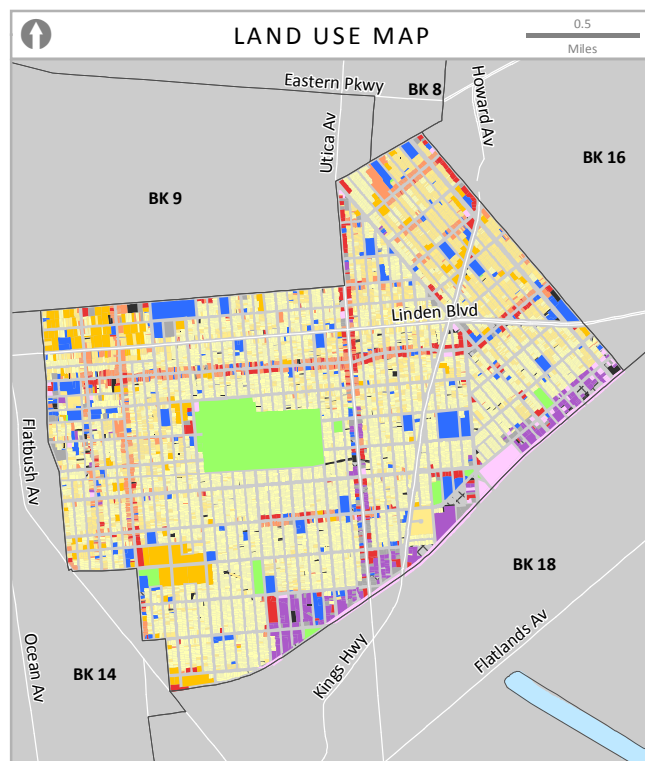 LAND USE MAP
0.5
Miles
Eastern Pkwy
BK 8
Howard Av
Utica Av
BK 16
BK 9
Linden Blvd
Flatbush Av
BK 18
Flatlands Av
Kings Hwy
Ocean Av
BK 14